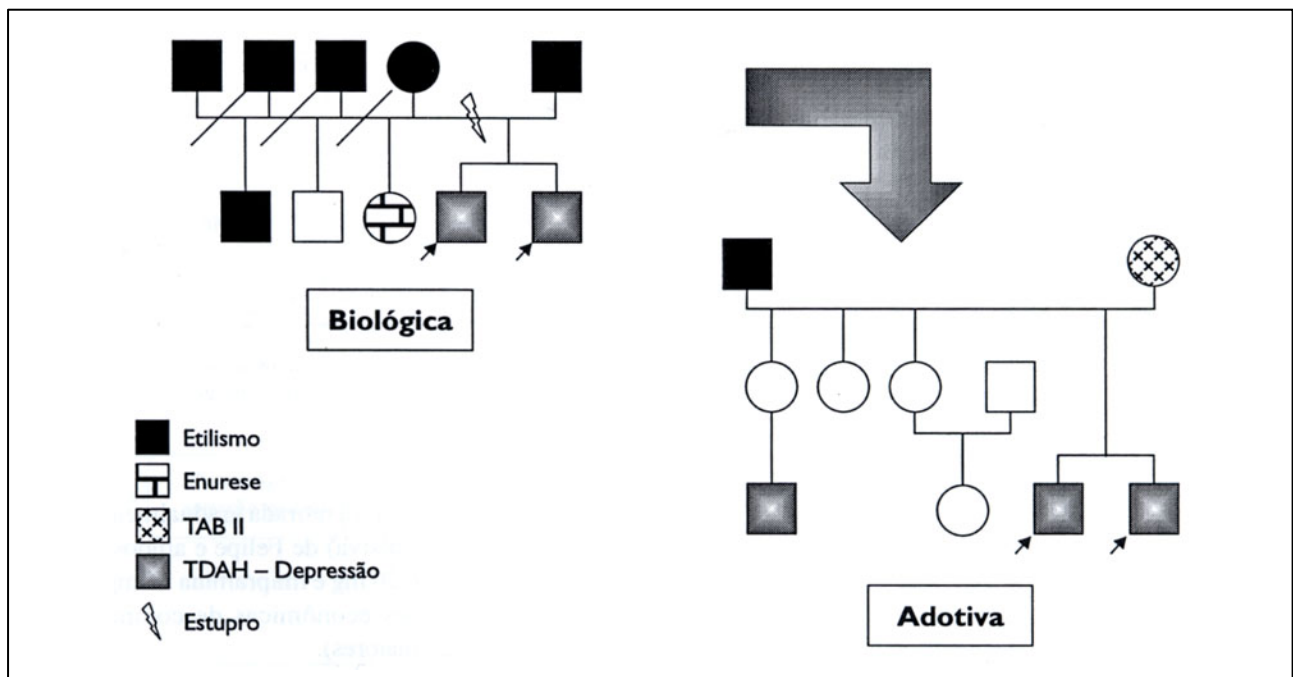 Biológica
Etilismo
Enurese
TAB II
TDAH – Depressão
Estupro
Adotiva